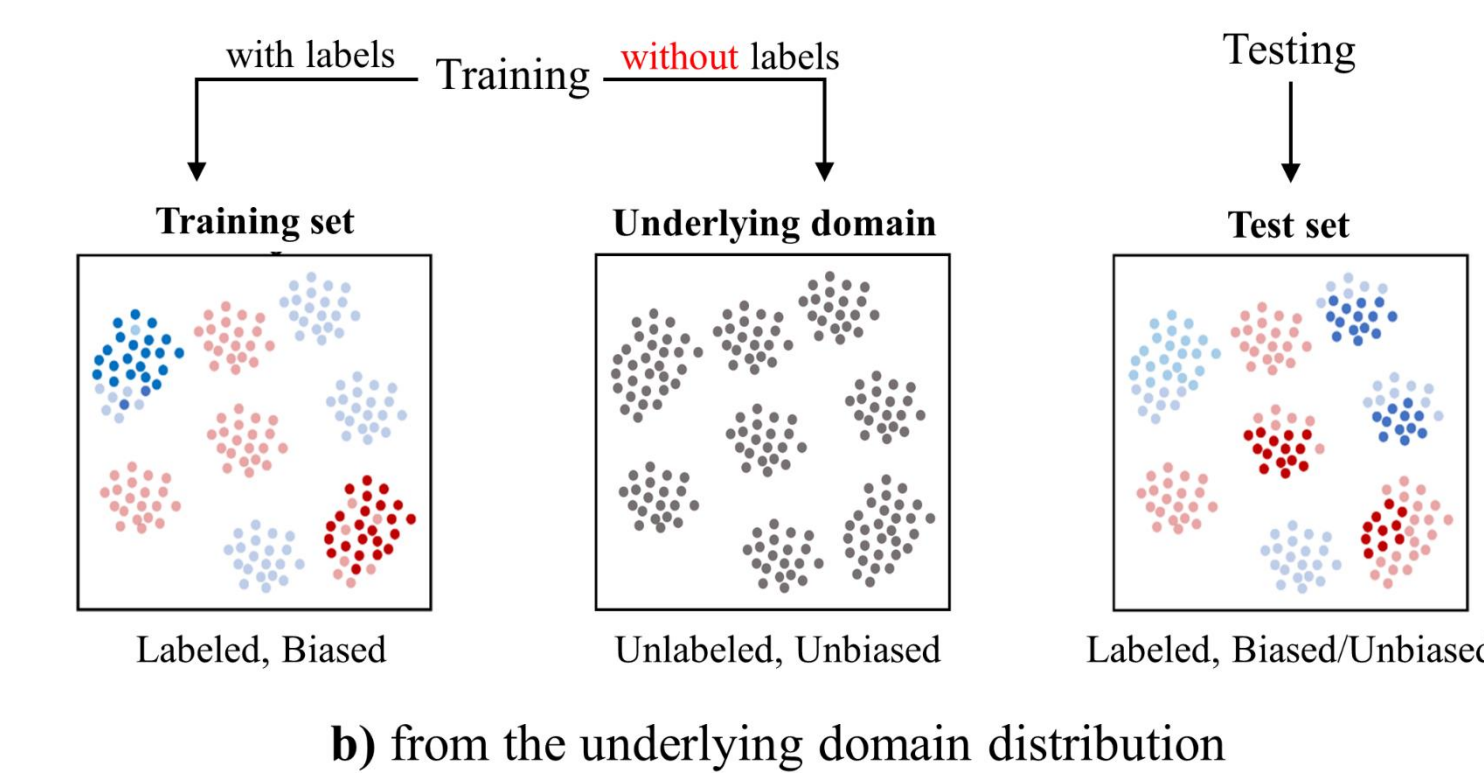 with labels
Training
without labels
Testing
Training set
Underlying domain
Test set
Labeled, Biased
Unlabeled, Unbiased
Labeled, Biased/Unbiased
b) from the underlying domain distribution